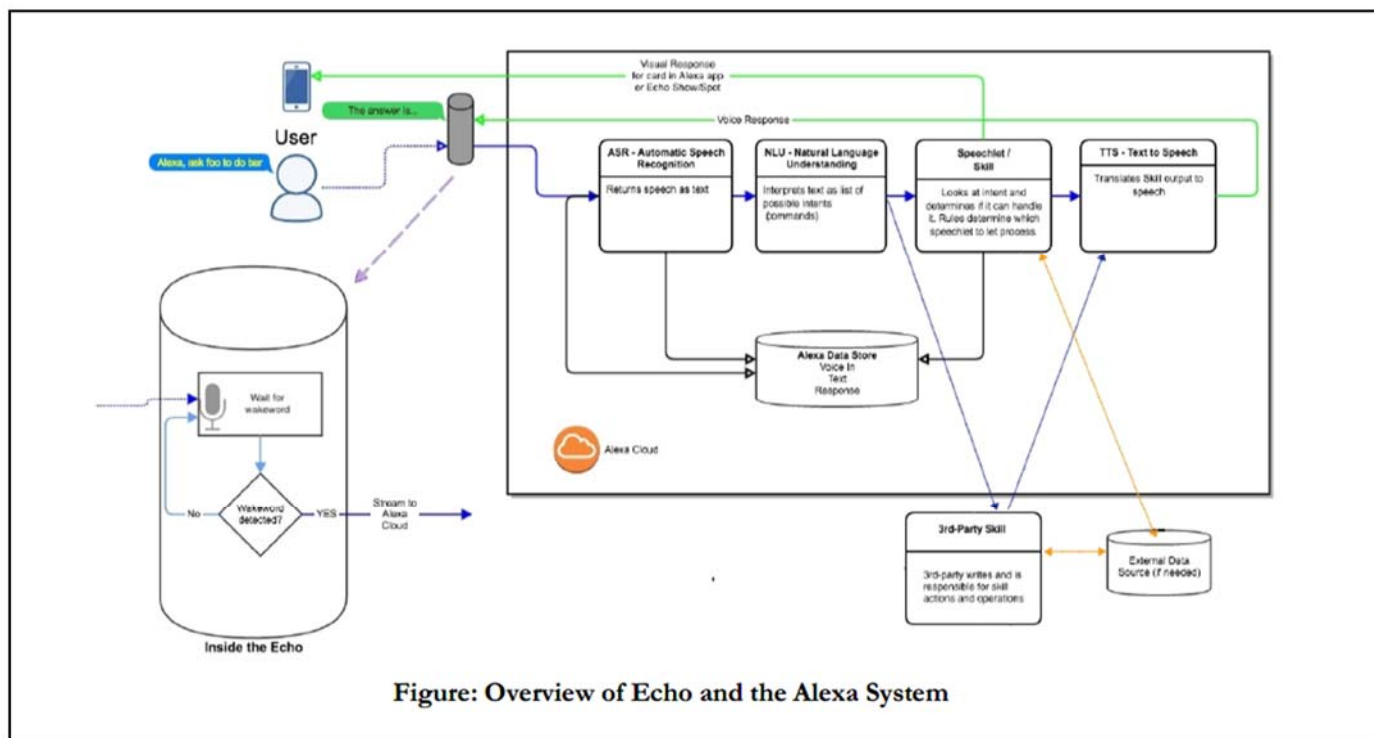 Visual Response
for card in Alexa app
or Echo Show/Spot
The answer is...
Voice Response
User
Alexa, ask foo to do bar
ASR - Automatic Speech
Recognition
Returns speech as text
NLU - Natural Language
Understanding
Interprets text as list of
possible intents
(commands)
Speechlet /
Skill
Looks at intent and
determines if it can handle
it. Rules determine which
speechlet to let process.
TTS - Text to Speech
Translates Skill output to
speech
Alexa Data Store
Voice In
Text
Response
Alexa Cloud
Wait for
wakeword
Wakeword
detected?
No
YES
Stream to
Alexa
Cloud
Inside the Echo
3rd-Party Skill
3rd-party writes and is
responsible for skill
actions and operations
External Data
Source (if needed)
Figure: Overview of Echo and the Alexa System